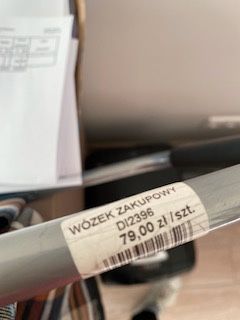 WÓZEK ZAKUPOWY
DI2396
79,00 zł/szt.